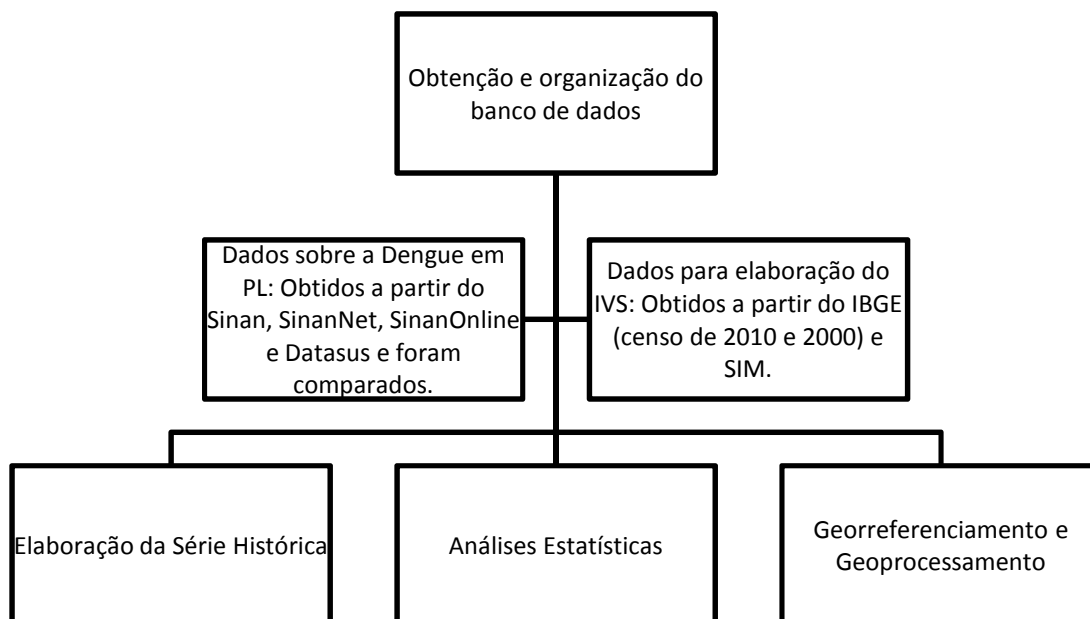 Obtenção e organização do
banco de dados
Dados sobre a Dengue em
PL: Obtidos a partir do
Sinan, SinanNet, SinanOnline
e Datasus e foram
comparados.
Dados para elaboração do
IVS: Obtidos a partir do IBGE
(censo de 2010 e 2000) e
SIM.
Elaboração da Série Histórica
Análises Estatísticas
Georreferenciamento e
Geoprocessamento